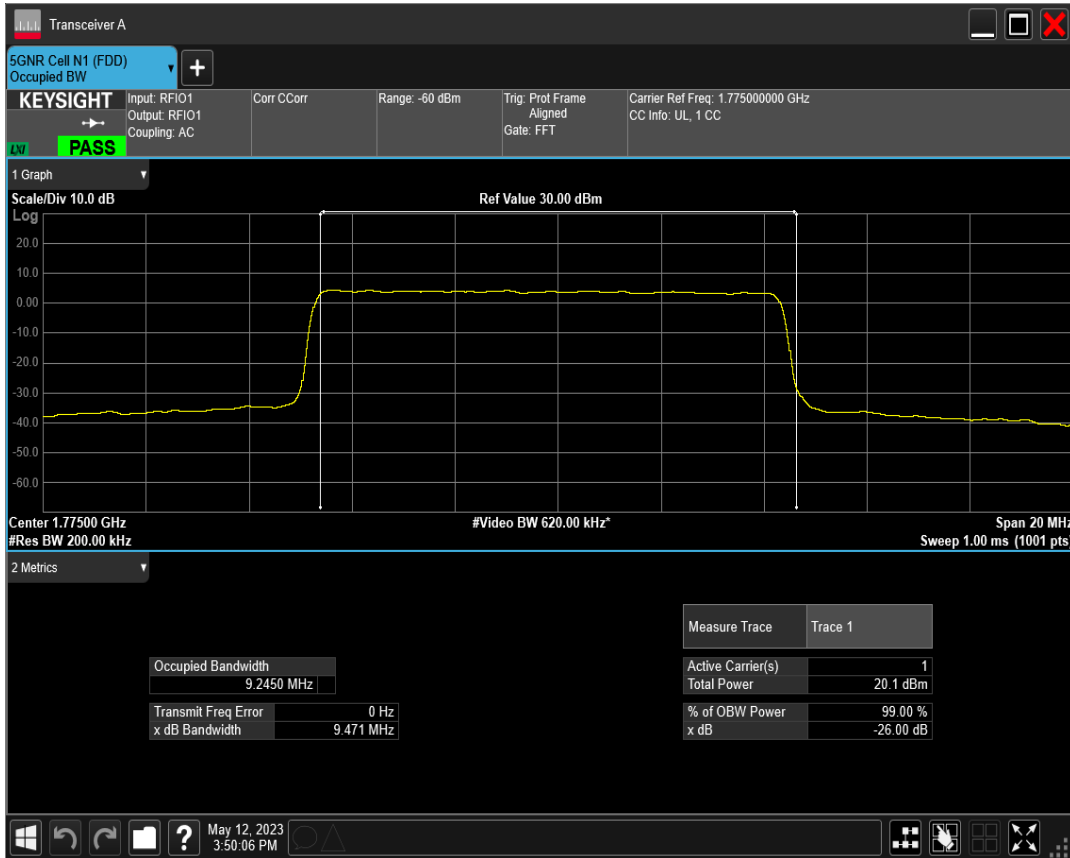 Transceiver A
5GNR Cell N1 (FDD)
Occupied BW
+
KEYSIGHT
LXI
PASS
Input: RFIO1
Output: RFIO1
Coupling: AC
Corr CCorr
Range: -60 dBm
Trig: Prot Frame
Aligned
Gate: FFT
Carrier Ref Freq: 1.775000000 GHz
CC Info: UL, 1 CC
1 Graph
Scale/Div 10.0 dB
Ref Value 30.00 dBm
Log
20.0
10.0
0.00
-10.0
-20.0
-30.0
-40.0
-50.0
-60.0
Center 1.77500 GHz
#Video BW 620.00 kHz*
Span 20 MHz
#Res BW 200.00 kHz
Sweep 1.00 ms (1001 pts)
2 Metrics
Measure Trace Trace 1
Occupied Bandwidth
9.2450 MHz
Active Carrier(s) 1
Total Power 20.1 dBm
Transmit Freq Error 0 Hz
x dB Bandwidth 9.471 MHz
% of OBW Power 99.00 %
x dB -26.00 dB
?
May 12, 2023
3:50:06 PM